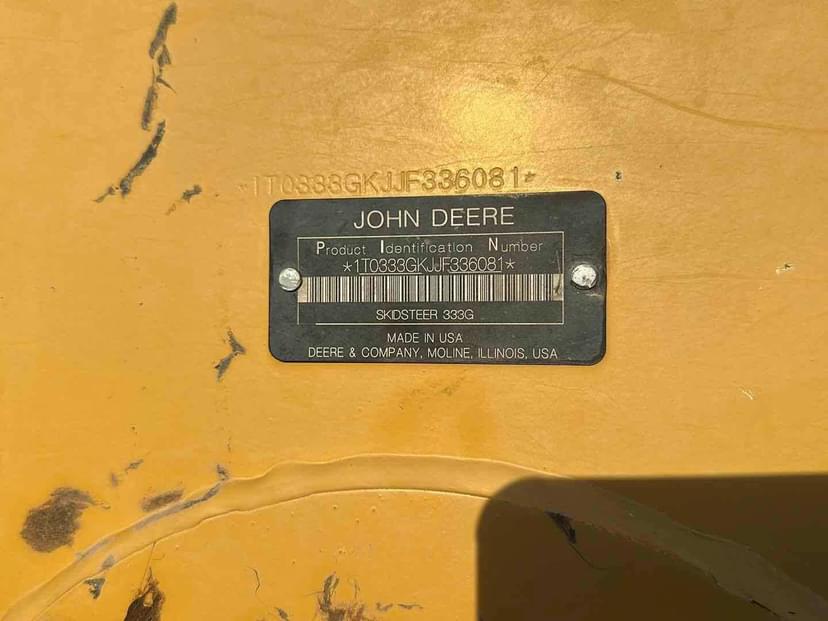 *1T0333GKJJF336081*
JOHN DEERE
Product Identification Number
*1T0333GKJJF336081*
SKIDSTEER 333G
MADE IN USA
DEERE & COMPANY, MOLINE, ILLINOIS, USA